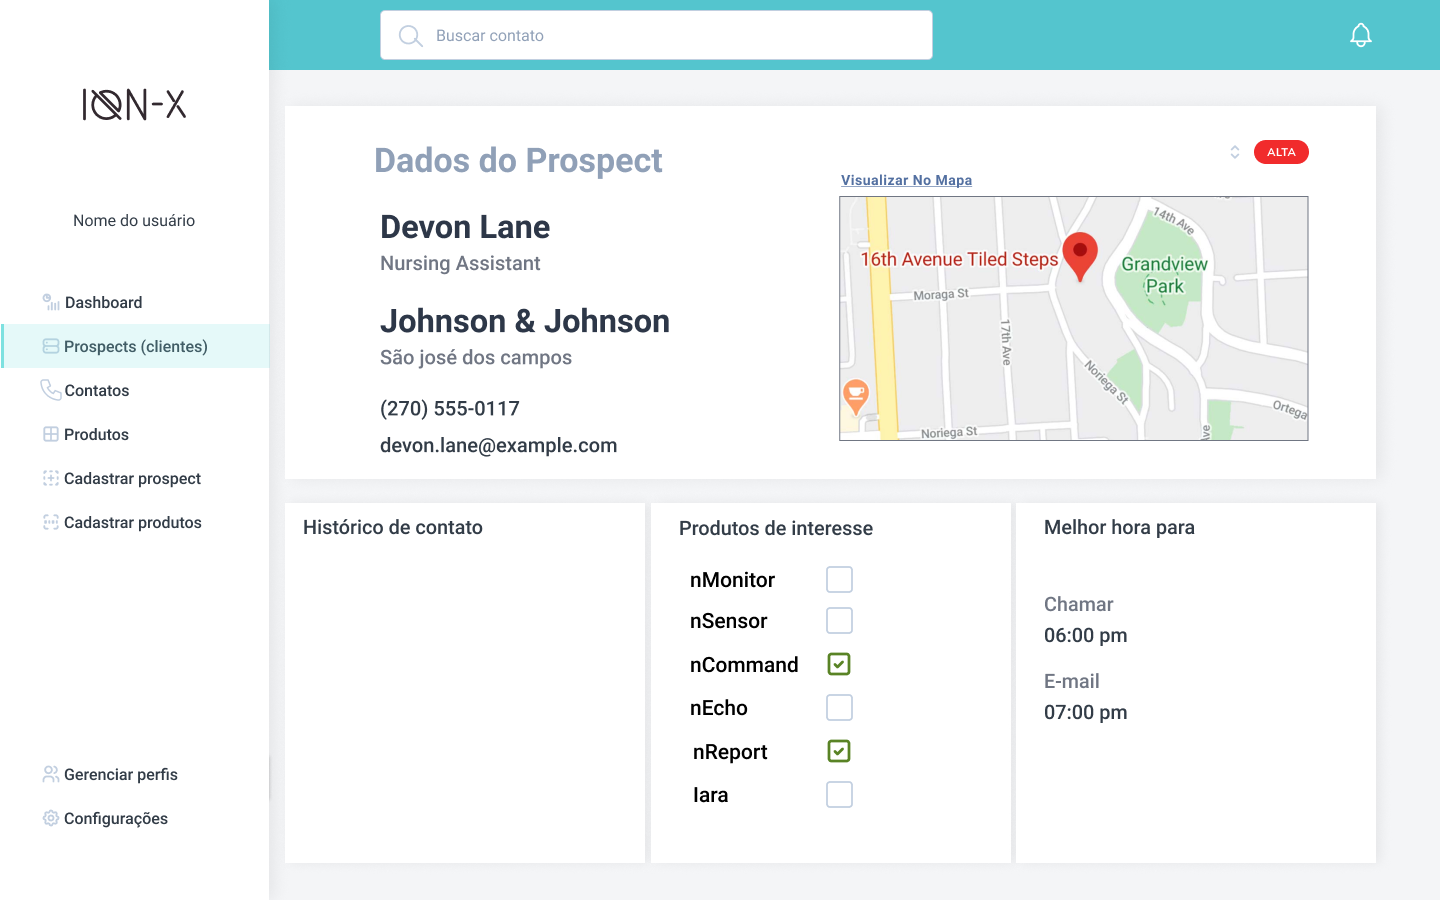 ION-X
Nome do usuário
Dashboard
Prospects (clientes)
Contatos
Produtos
Cadastrar prospect
Cadastrar produtos
Gerenciar perfis
Configurações
Buscar contato
Dados do Prospect
ALTA
Visualizar No Mapa
Devon Lane
Nursing Assistant
Johnson & Johnson
São josé dos campos
(270) 555-0117
devon.lane@example.com
14th Ave
16th Avenue Tiled Steps
Grandview
Park
Moraga St
17th Ave
Noriega St
Ortega
Noriega St
ve
Histórico de contato
Produtos de interesse
nMonitor
nSensor
nCommand
nEcho
nReport
Iara
Melhor hora para
Chamar
06:00 pm
E-mail
07:00 pm